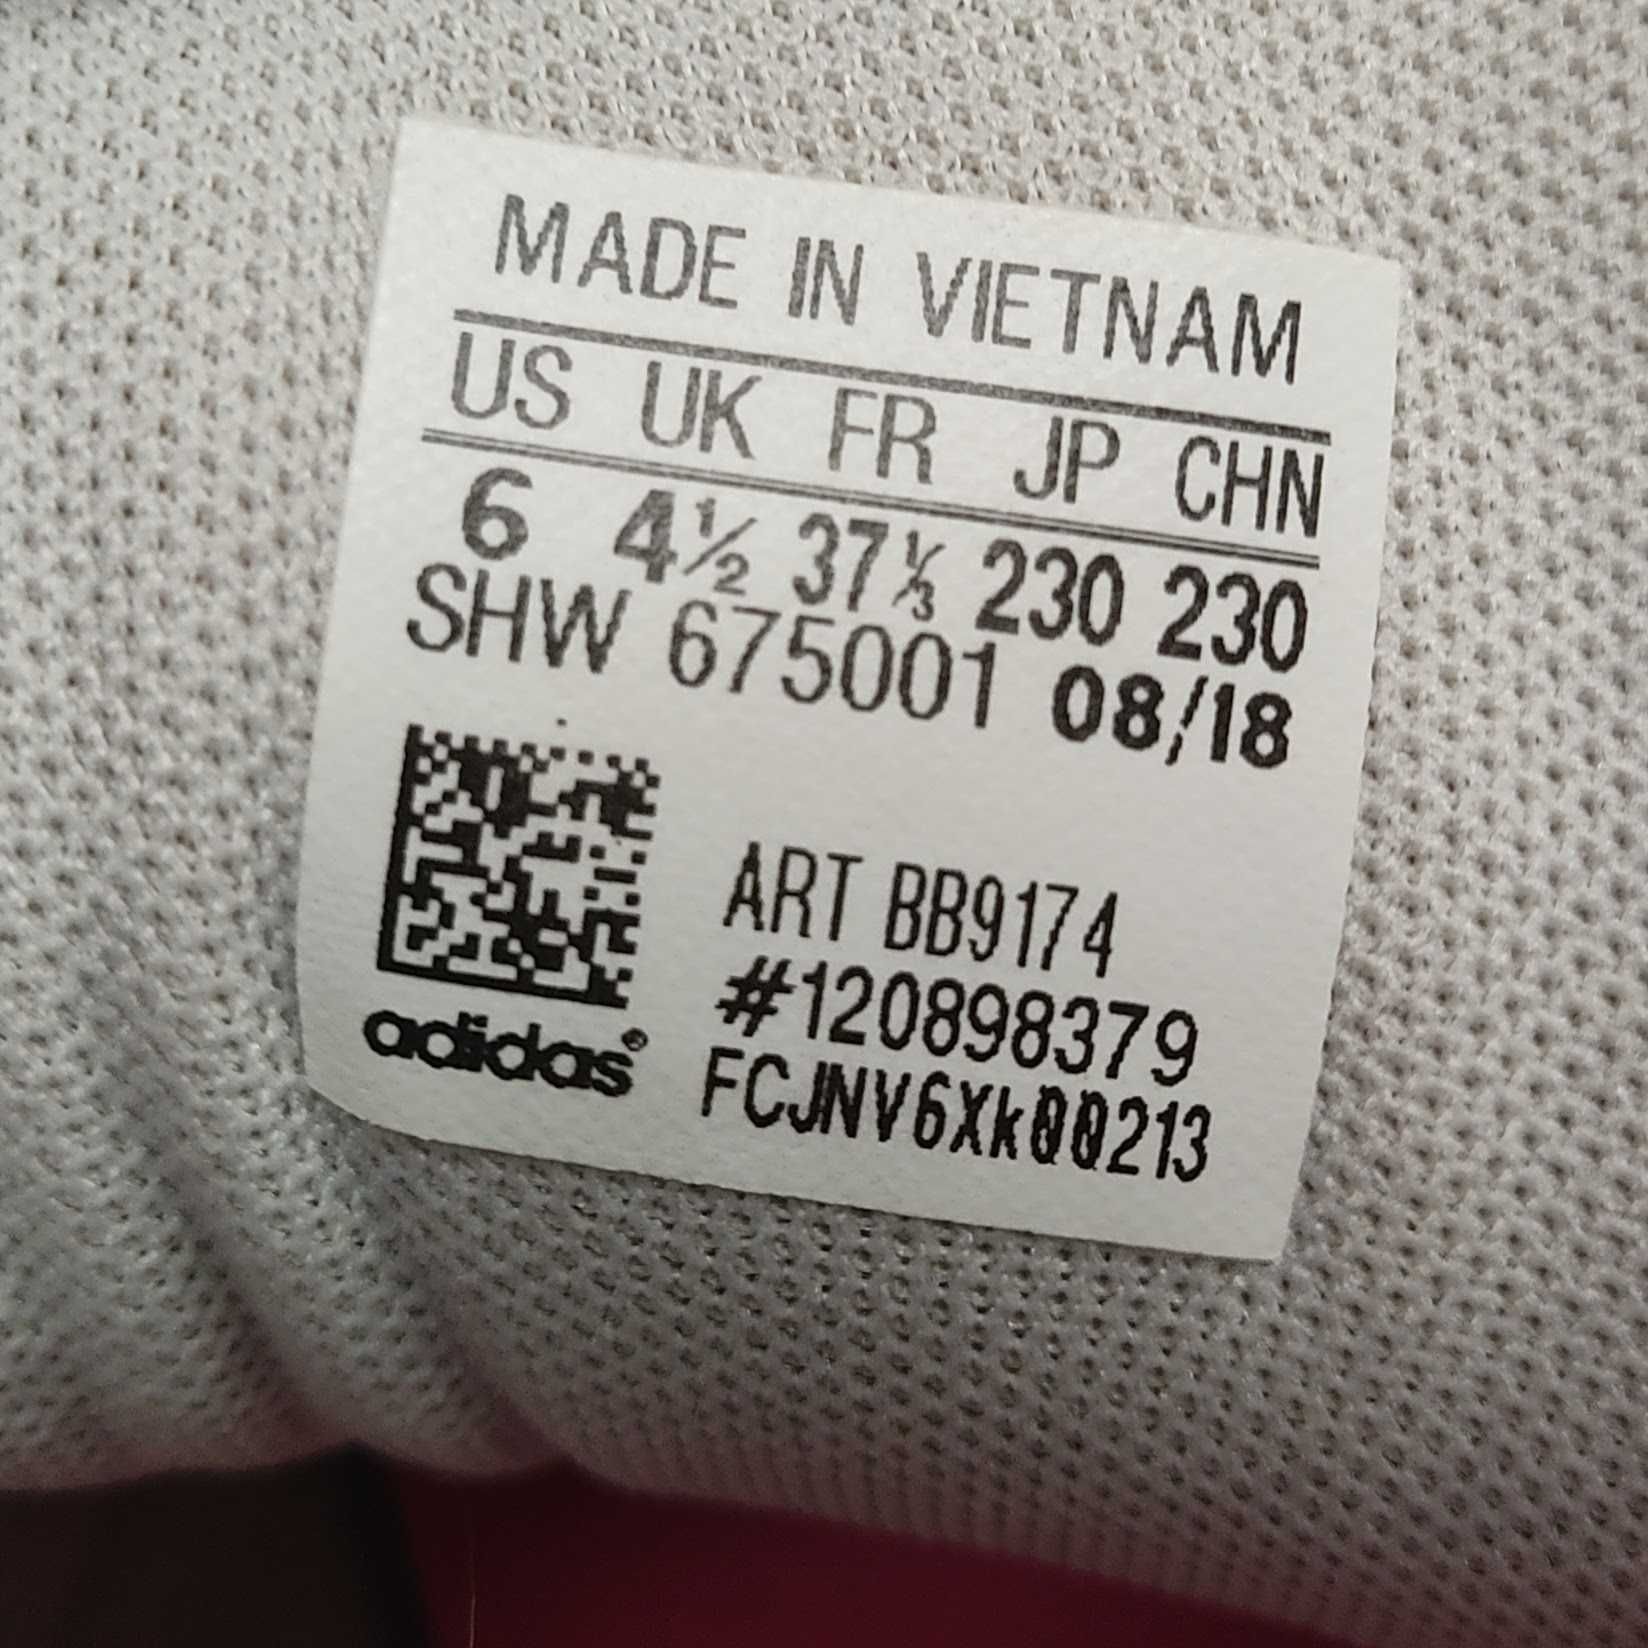 MADE IN VIETNAM
US UK FR JP CHN
6 4½ 37⅓ 230 230
SHW 675001 08/18
ART BB9174
#120898379
adidas®
FCJNV6Xk00213